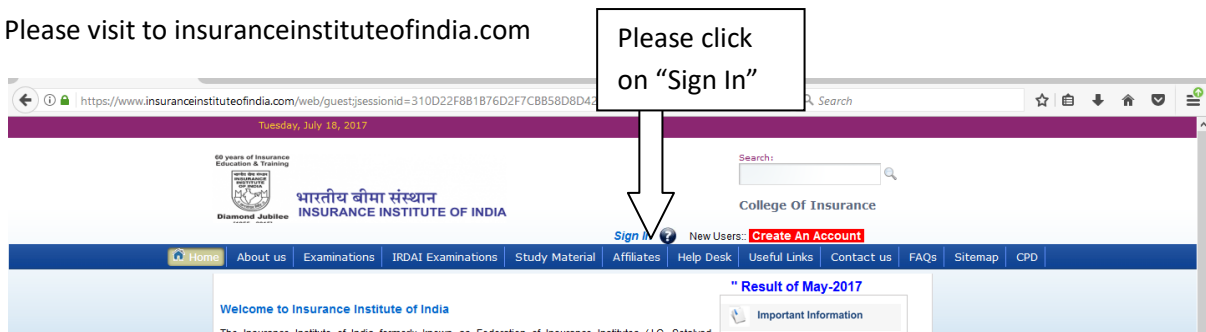 Please visit to insuranceinstituteofindia.com
Please click
on “Sign In”
https://www.insuranceinstituteofindia.com/web/guest;jsessionid=310D22F8B1B76D2F7CBB58D8D42
Search
Tuesday, July 18, 2017
60 years of Insurance
Education & Training
INSURANCE
INSTITUTE
OF INDIA
Diamond Jubilee
भारतीय बीमा संस्थान
INSURANCE INSTITUTE OF INDIA
Search:
College Of Insurance
Sign In New Users:: Create An Account
Home About us Examinations IRDAI Examinations Study Material Affiliates Help Desk Useful Links Contact us FAQs Sitemap CPD
" Result of May-2017
Welcome to Insurance Institute of India
Important Information